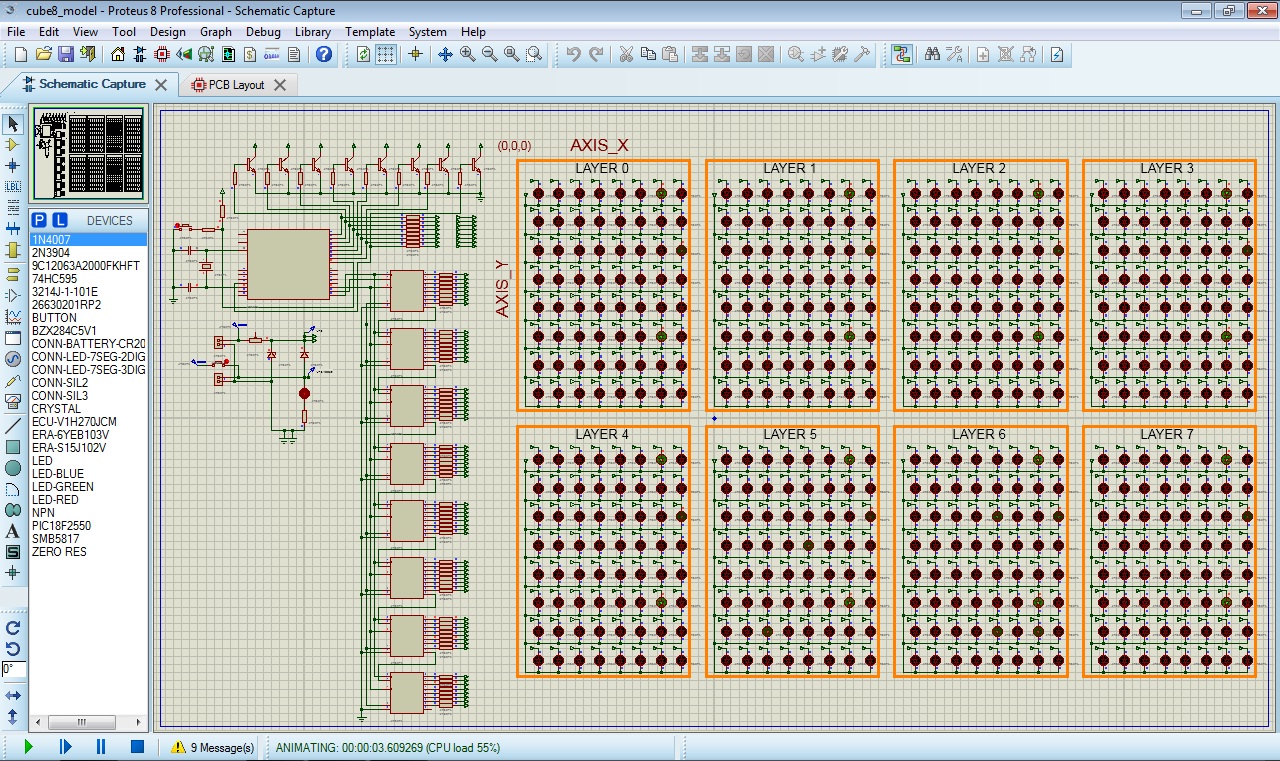 cube8_model - Proteus 8 Professional - Schematic Capture
File Edit View Tool Design Graph Debug Library Template System Help
Schematic Capture
PCB Layout
P L DEVICES
1N4007
2N3904
9C12063A2000FKHFT
74HC595
3214J-1-101E
26630201RP2
BUTTON
BZX284C5V1
CONN-BATTERY-CR20
CONN-LED-7SEG-2DIG
CONN-LED-7SEG-3DIG
CONN-SIL2
CONN-SIL3
CRYSTAL
ECU-V1H270JCM
ERA-6YEB103V
ERA-S15J102V
LED
LED-BLUE
LED-GREEN
LED-RED
NPN
PIC18F2550
SMB5817
ZERO RES
0°
(0,0,0)
AXIS_X
AXIS_Y
LAYER 0
LAYER 1
LAYER 2
LAYER 3
LAYER 4
LAYER 5
LAYER 6
LAYER 7
9 Message(s)
ANIMATING: 00:00:03.609269 (CPU load 55%)